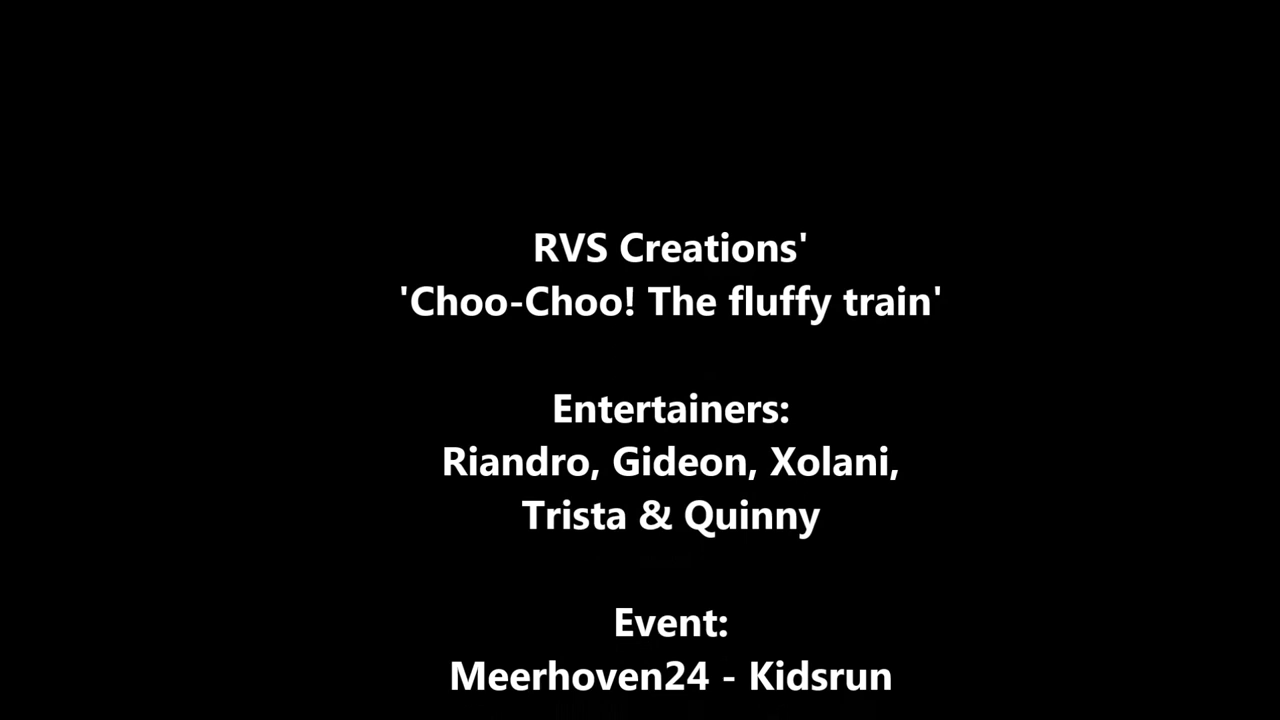 RVS Creations'
'Choo-Choo! The fluffy train'
Entertainers:
Riandro, Gideon, Xolani,
Trista & Quinny
Event:
Meerhoven24 - Kidsrun